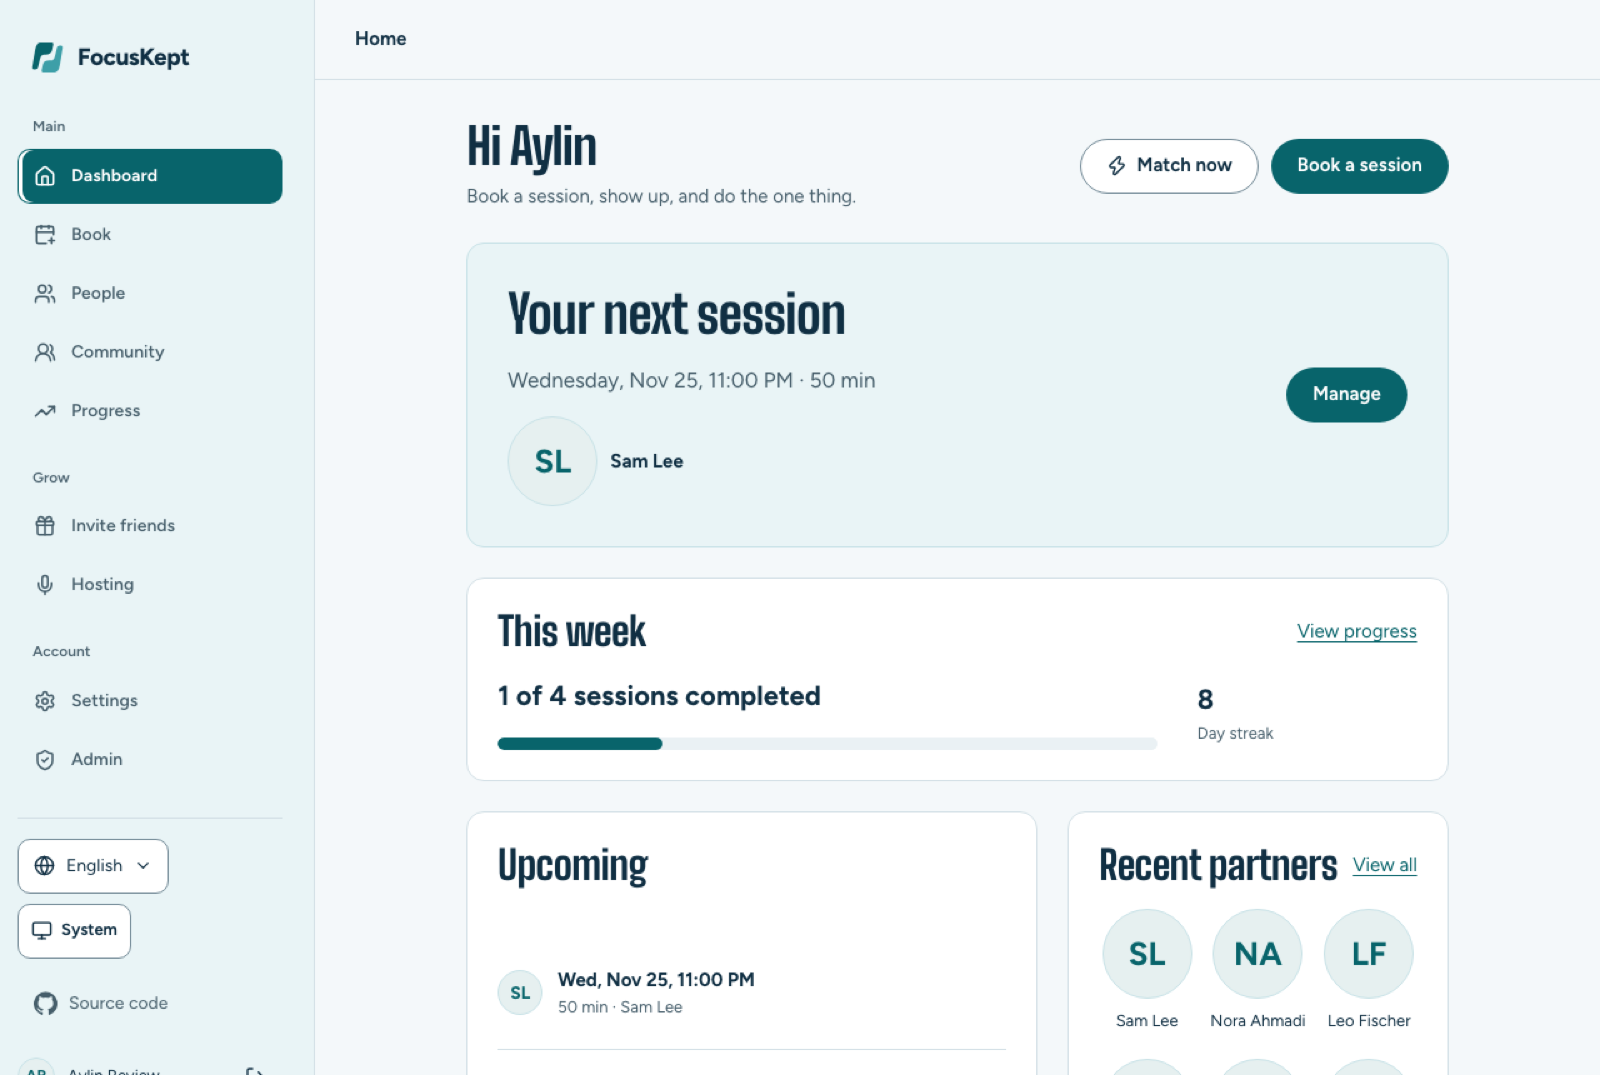 FocusKept
Main
Dashboard
Book
People
Community
Progress
Grow
Invite friends
Hosting
Account
Settings
Admin
English
System
Source code
Aylin Review
Home
Hi Aylin
Book a session, show up, and do the one thing.
Match now
Book a session
Your next session
Wednesday, Nov 25, 11:00 PM · 50 min
SL
Sam Lee
Manage
This week
View progress
1 of 4 sessions completed
8
Day streak
Upcoming
SL
Wed, Nov 25, 11:00 PM
50 min · Sam Lee
Recent partners
View all
SL
NA
LF
Sam Lee
Nora Ahmadi
Leo Fischer